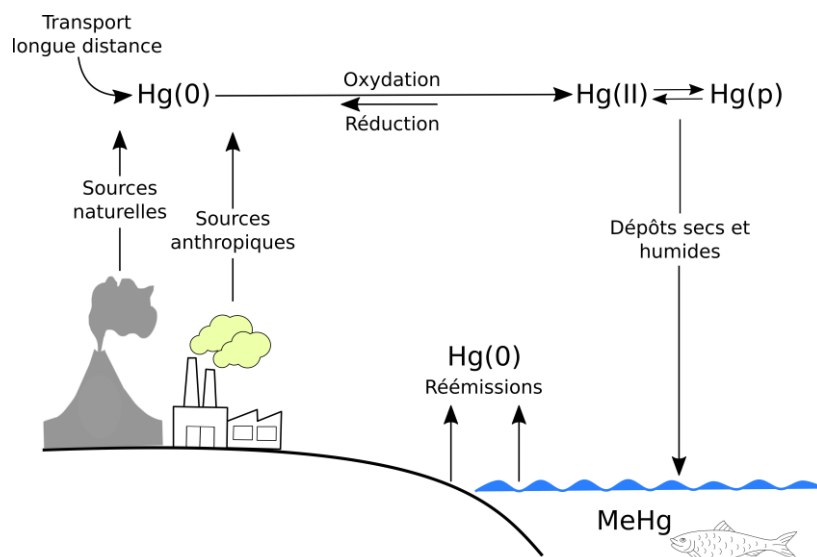 Transport
longue distance
Hg(0)
Oxydation
Réduction
Hg(II)
Hg(p)
Sources
naturelles
Sources
anthropiques
Dépôts secs et
humides
Hg(0)
Réémissions
MeHg